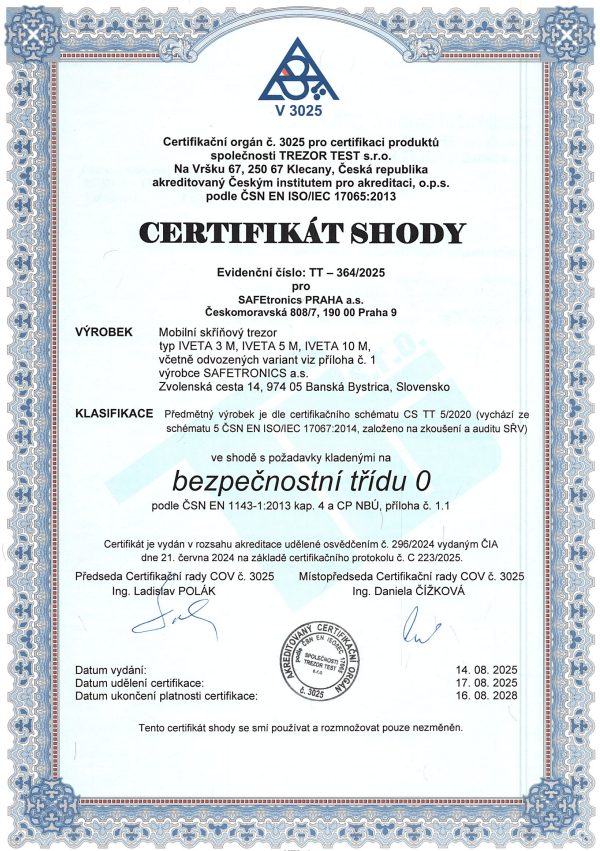 V 3025
Certifikační orgán č. 3025 pro certifikaci produktů
společnosti TREZOR TEST s.r.o.
Na Vršku 67, 250 67 Klecany, Česká republika
akreditovaný Českým institutem pro akreditaci, o.p.s.
podle ČSN EN ISO/IEC 17065:2013
CERTIFIKÁT SHODY
Evidenční číslo: TT – 364/2025
pro
SAFEtronics PRAHA a.s.
Českomoravská 808/7, 190 00 Praha 9
VÝROBEK Mobilní skříňový trezor
typ IVETA 3 M, IVETA 5 M, IVETA 10 M,
včetně odvozených variant viz příloha č. 1
výrobce SAFETRONICS a.s.
Zvolenská cesta 14, 974 05 Banská Bystrica, Slovensko
KLASIFIKACE Předmětný výrobek je dle certifikačního schématu CS TT 5/2020 (vychází ze
schématu 5 ČSN EN ISO/IEC 17067:2014, založeno na zkoušení a auditu SŘV)
ve shodě s požadavky kladenými na
bezpečnostní třídu 0
podle ČSN EN 1143-1:2013 kap. 4 a CP NBÚ, příloha č. 1.1
Certifikát je vydán v rozsahu akreditace udělené osvědčením č. 296/2024 vydaným ČIA
dne 21. června 2024 na základě certifikačního protokolu č. C 223/2025.
Předseda Certifikační rady COV č. 3025 Místopředseda Certifikační rady COV č. 3025
Ing. Ladislav POLÁK Ing. Daniela ČÍŽKOVÁ
AKREDITOVANÝ CERTIFIKAČNÍ ORGÁN
podle ČSN EN ISO/IEC 17065
SPOLEČNOSTI
TREZOR TEST
s.r.o.
č. 3025
Datum vydání: 14. 08. 2025
Datum udělení certifikace: 17. 08. 2025
Datum ukončení platnosti certifikace: 16. 08. 2028
Tento certifikát shody se smí používat a rozmnožovat pouze nezměněn.